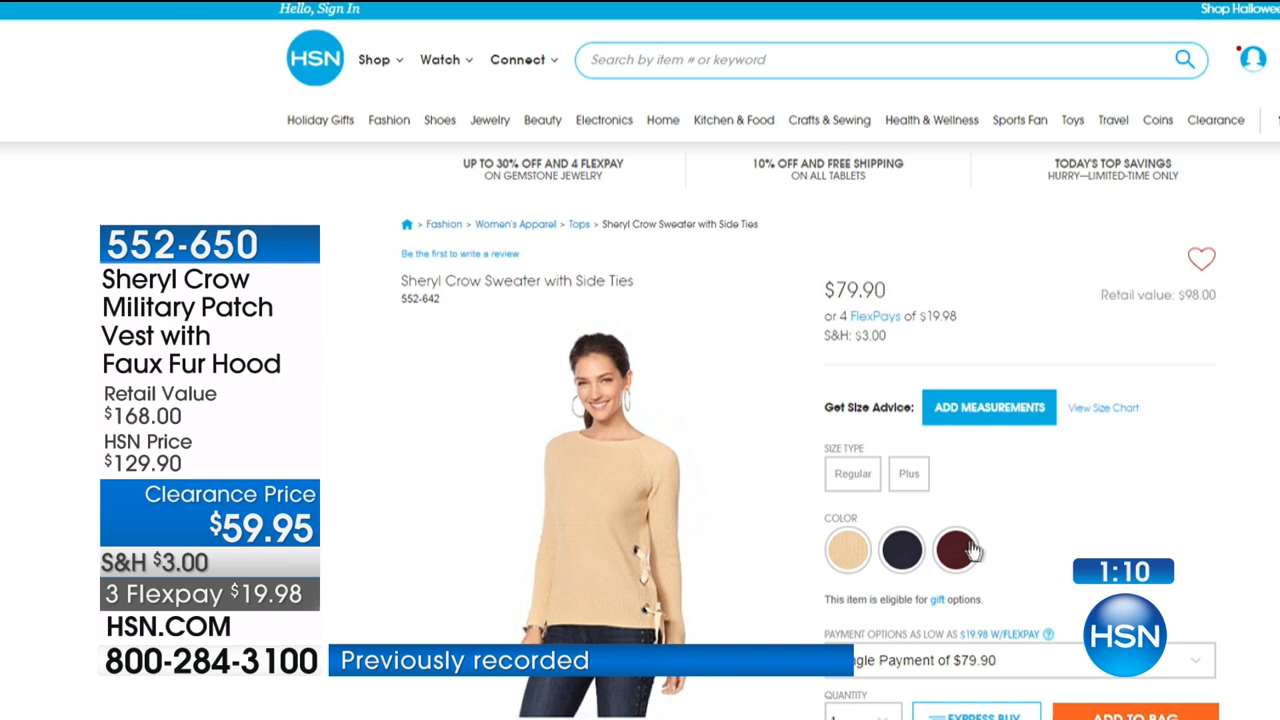 Hello, Sign In
Shop Hallowee
HSN
Shop
Watch
Connect
Search by item # or keyword
Holiday Gifts
Fashion
Shoes
Jewelry
Beauty
Electronics
Home
Kitchen & Food
Crafts & Sewing
Health & Wellness
Sports Fan
Toys
Travel
Coins
Clearance
UP TO 30% OFF AND 4 FLEXPAY
ON GEMSTONE JEWELRY
10% OFF AND FREE SHIPPING
ON ALL TABLETS
TODAY'S TOP SAVINGS
HURRY—LIMITED-TIME ONLY
> Fashion > Women's Apparel > Tops > Sheryl Crow Sweater with Side Ties
Be the first to write a review
Sheryl Crow Sweater with Side Ties
552-642
$79.90
Retail value: $98.00
or 4 FlexPays of $19.98
S&H: $3.00
Get Size Advice:
ADD MEASUREMENTS
View Size Chart
SIZE TYPE
Regular
Plus
COLOR
This item is eligible for gift options.
PAYMENT OPTIONS AS LOW AS $19.98 W/FLEXPAY ?
gle Payment of $79.90
QUANTITY
1
EXPRESS BUY
ADD TO BAG
552-650
Sheryl Crow
Military Patch
Vest with
Faux Fur Hood
Retail Value
$168.00
HSN Price
$129.90
Clearance Price
$59.95
S&H $3.00
3 Flexpay $19.98
HSN.COM
800-284-3100
Previously recorded
1:10
HSN